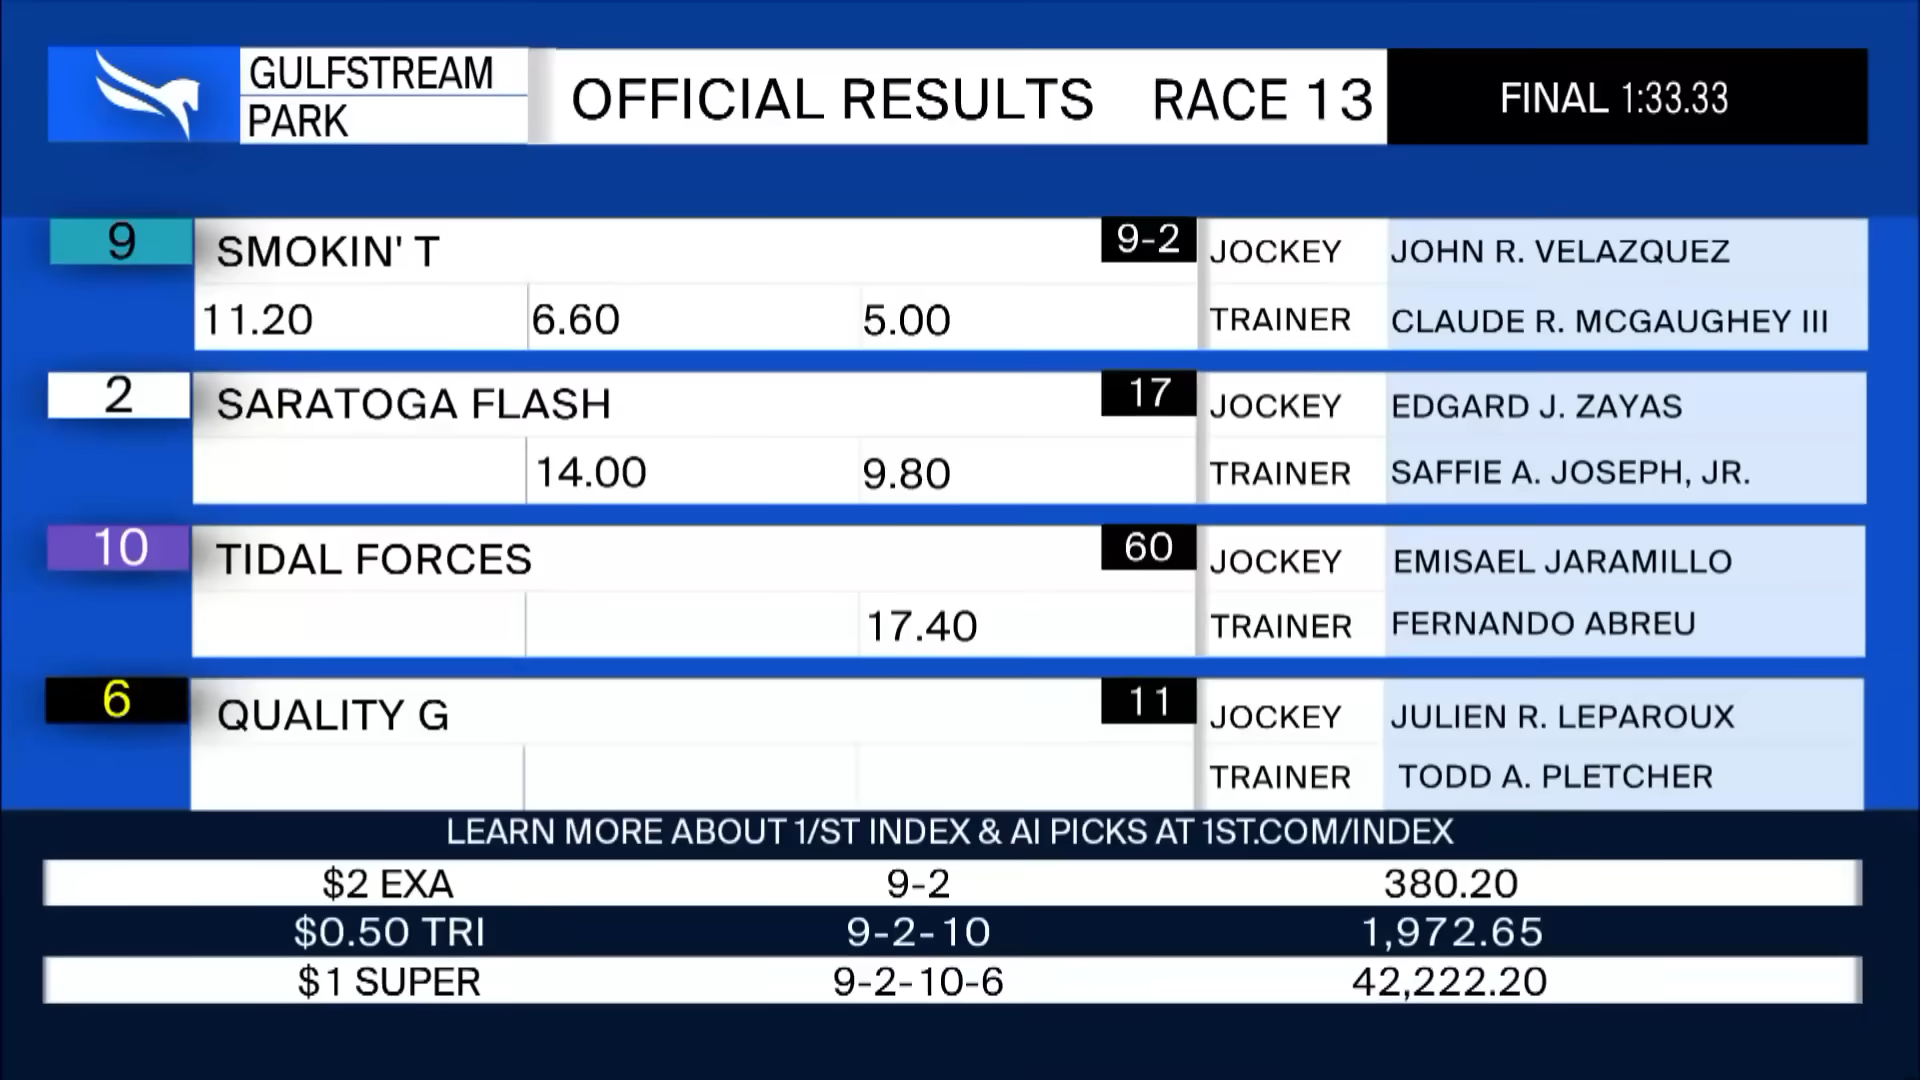 GULFSTREAM
PARK
OFFICIAL RESULTS RACE 13
FINAL 1:33.33
9 SMOKIN' T 9-2 JOCKEY JOHN R. VELAZQUEZ
11.20 6.60 5.00 TRAINER CLAUDE R. MCGAUGHEY III
2 SARATOGA FLASH 17 JOCKEY EDGARD J. ZAYAS
14.00 9.80 TRAINER SAFFIE A. JOSEPH, JR.
10 TIDAL FORCES 60 JOCKEY EMISAEL JARAMILLO
17.40 TRAINER FERNANDO ABREU
6 QUALITY G 11 JOCKEY JULIEN R. LEPAROUX
TRAINER TODD A. PLETCHER
LEARN MORE ABOUT 1/ST INDEX & AI PICKS AT 1ST.COM/INDEX
$2 EXA 9-2 380.20
$0.50 TRI 9-2-10 1,972.65
$1 SUPER 9-2-10-6 42,222.20